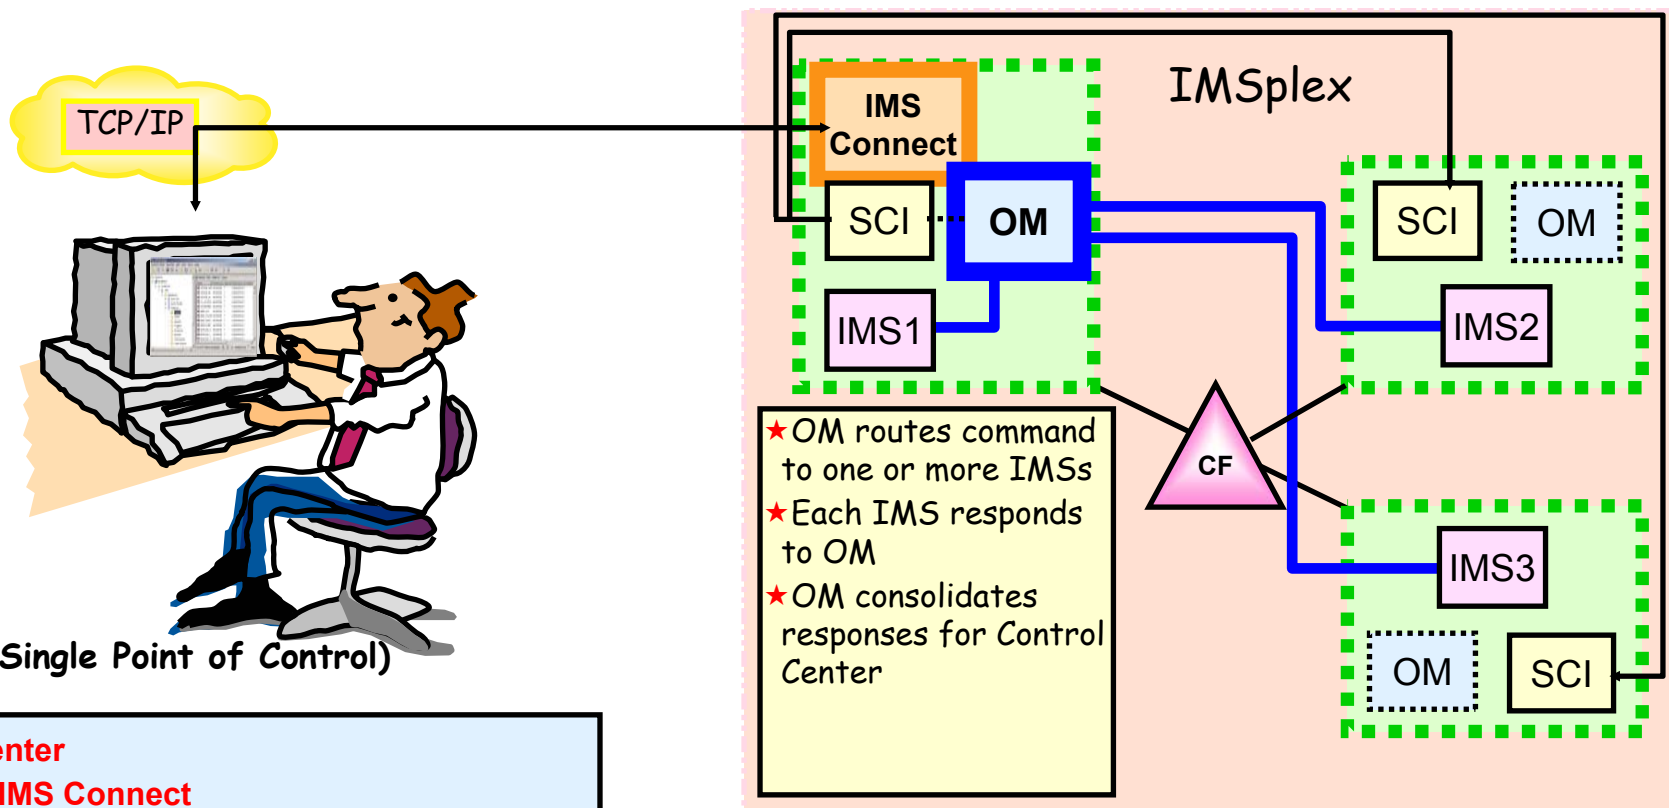 TCP/IP
IMSplex
IMS
Connect
SCI
OM
IMS1
SCI
OM
IMS2
CF
★OM routes command
to one or more IMSs
★Each IMS responds
to OM
★OM consolidates
responses for Control
Center
IMS3
OM
SCI
Single Point of Control)
enter
IMS Connect